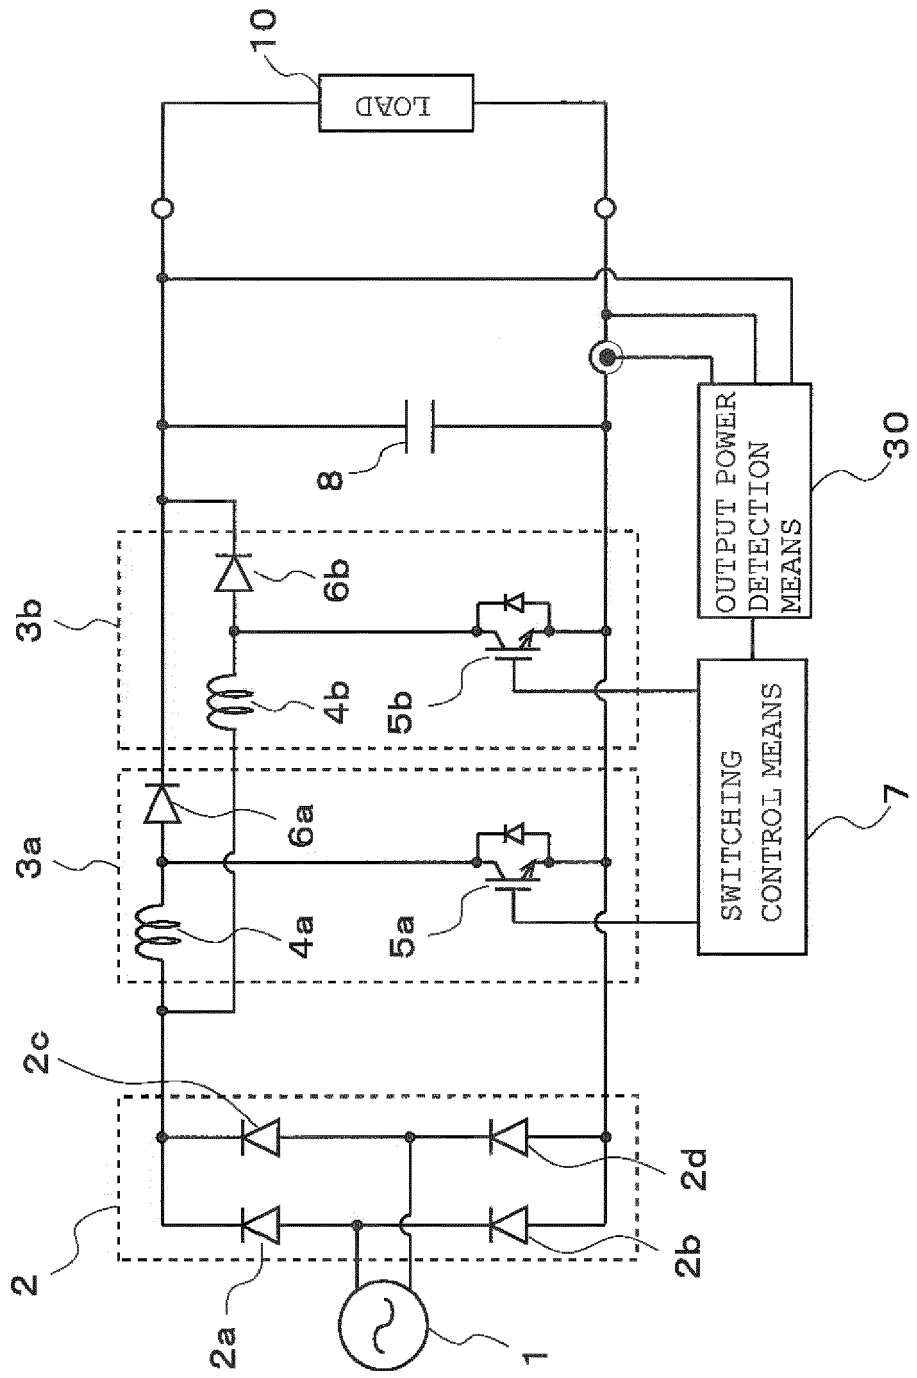 2
2a
2c
1
2b
2d
3a
4a
6a
5a
3b
4b
6b
5b
8
10
LOAD
SWITCHING
CONTROL MEANS
7
OUTPUT POWER
DETECTION
MEANS
30